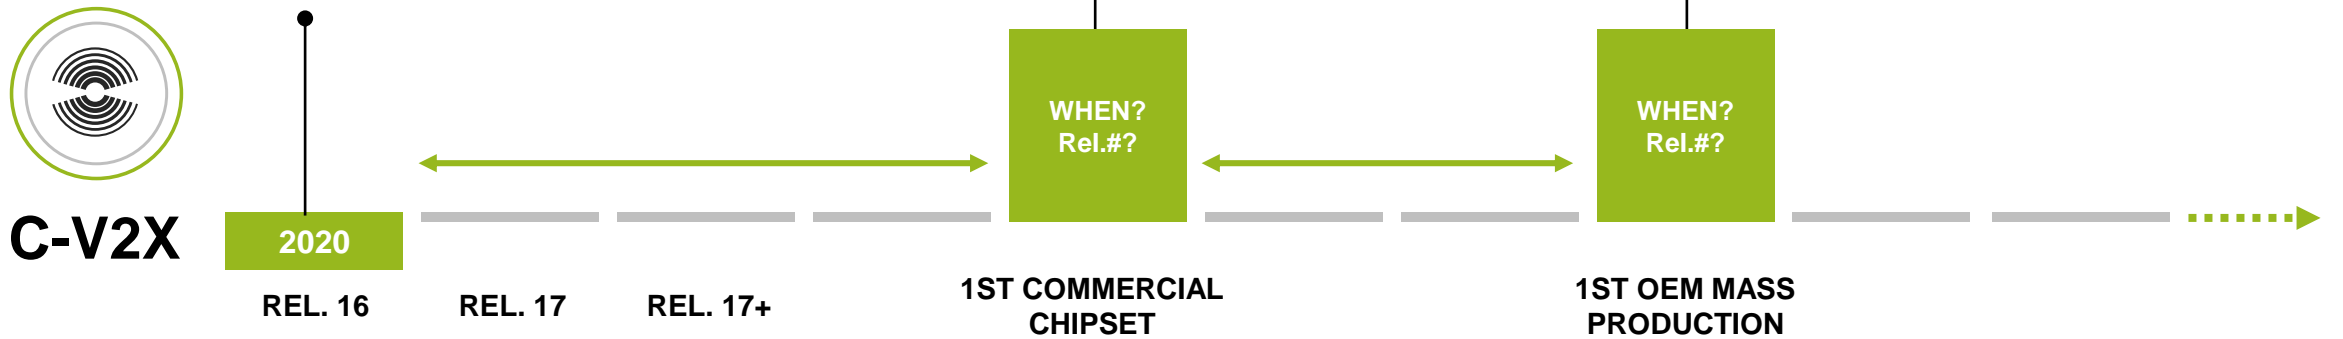 WHEN?
Rel.#?
WHEN?
Rel.#?
C-V2X
2020
REL. 16
REL. 17
REL. 17+
1ST COMMERCIAL
CHIPSET
1ST OEM MASS
PRODUCTION